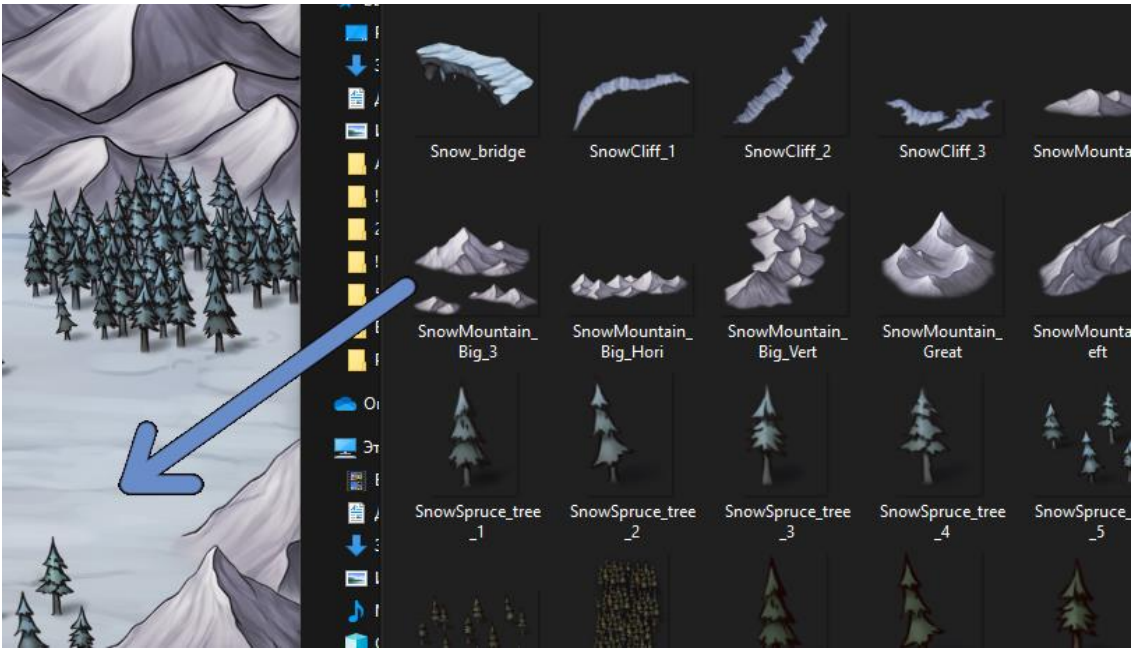 Snow_bridge
SnowCliff_1
SnowCliff_2
SnowCliff_3
SnowMounta
SnowMountain_
Big_3
SnowMountain_
Big_Hori
SnowMountain_
Big_Vert
SnowMountain_
Great
SnowMounta
eft
Эт
SnowSpruce_tree
_1
SnowSpruce_tree
_2
SnowSpruce_tree
_3
SnowSpruce_tree
_4
SnowSpruce_
_5